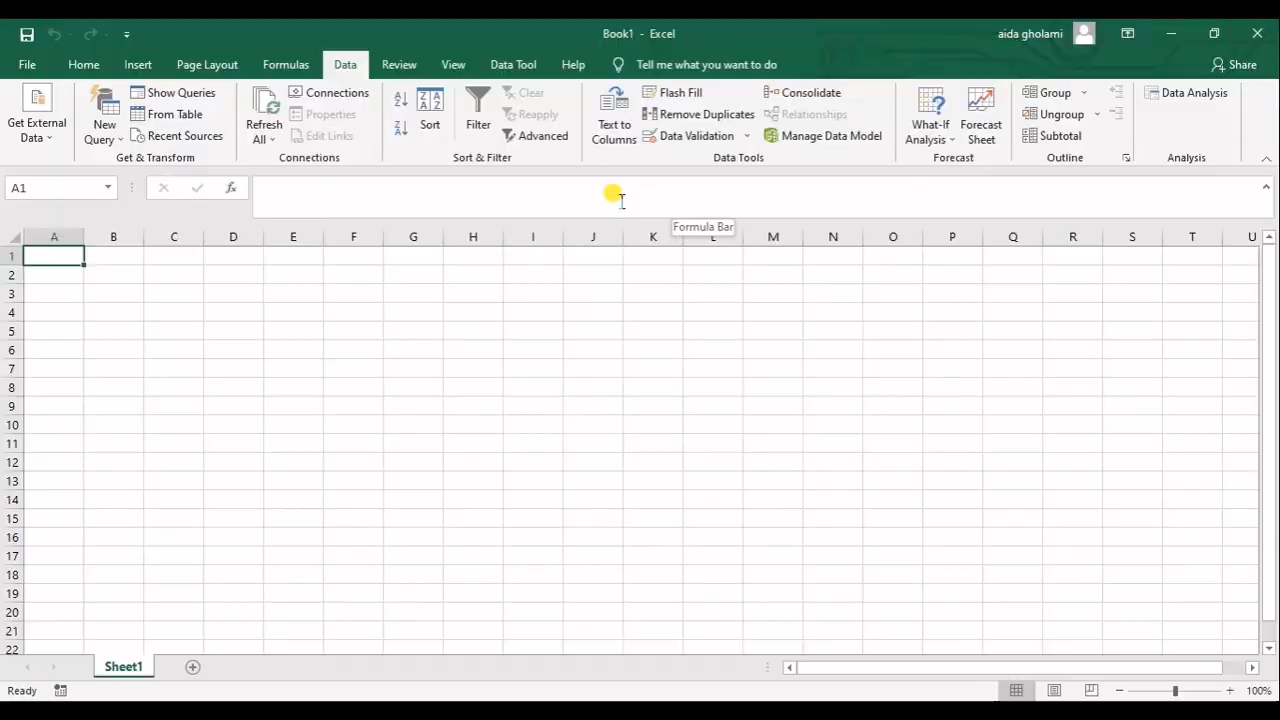 Book1 - Excel
aida gholami
File Home Insert Page Layout Formulas Data Review View Data Tool Help Tell me what you want to do Share
Get External Data
New Query
Show Queries
From Table
Recent Sources
Get & Transform
Refresh All
Connections
Properties
Edit Links
Connections
Sort
Filter
Clear
Reapply
Advanced
Sort & Filter
Text to Columns
Flash Fill
Remove Duplicates
Data Validation
Consolidate
Relationships
Manage Data Model
Data Tools
What-If Analysis
Forecast Sheet
Forecast
Group
Ungroup
Subtotal
Outline
Data Analysis
Analysis
A1
fx
Formula Bar
A B C D E F G H I J K L M N O P Q R S T U
1
2
3
4
5
6
7
8
9
10
11
12
13
14
15
16
17
18
19
20
21
22
Sheet1
Ready
100%